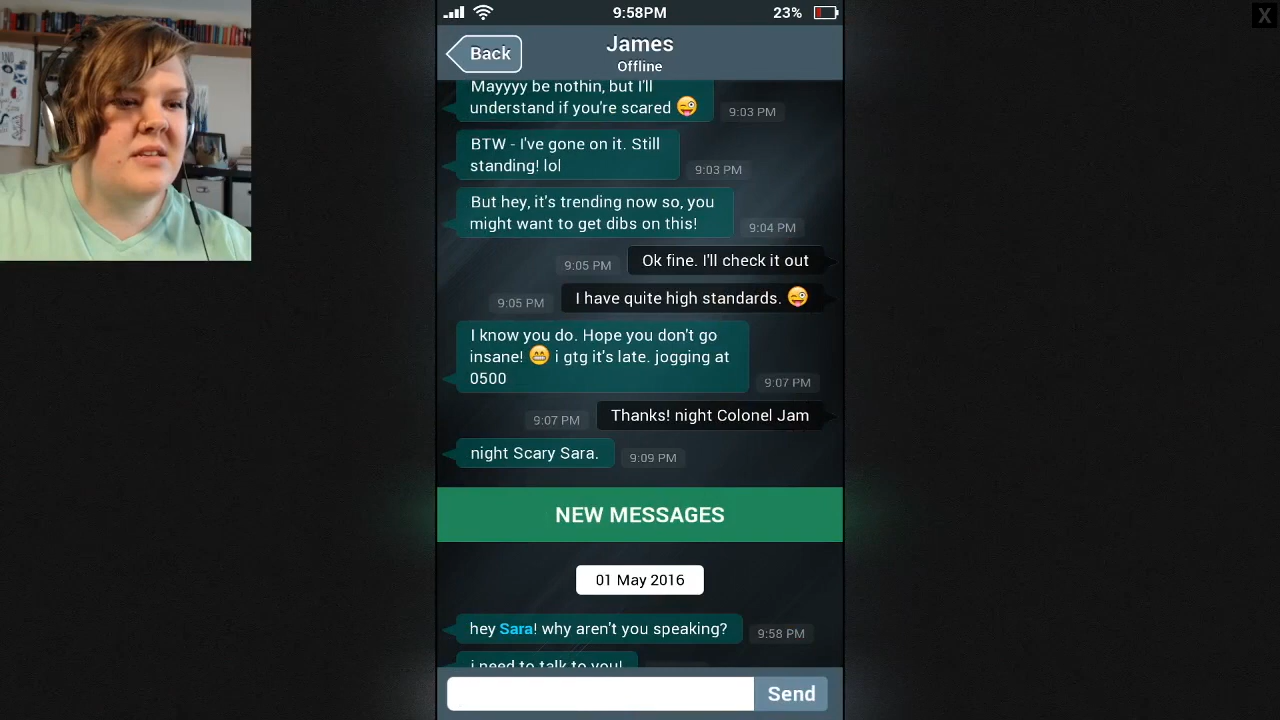 9:58PM
23%
X
Back
James
Offline
Mayyyy be nothin, but I'll
understand if you're scared 😜
9:03 PM
BTW - I've gone on it. Still
standing! lol
9:03 PM
But hey, it's trending now so, you
might want to get dibs on this!
9:04 PM
9:05 PM
Ok fine. I'll check it out
9:05 PM
I have quite high standards. 😜
I know you do. Hope you don't go
insane! 😁 i gtg it's late. jogging at
0500
9:07 PM
9:07 PM
Thanks! night Colonel Jam
night Scary Sara.
9:09 PM
NEW MESSAGES
01 May 2016
hey Sara! why aren't you speaking?
9:58 PM
i need to talk to you!
Send